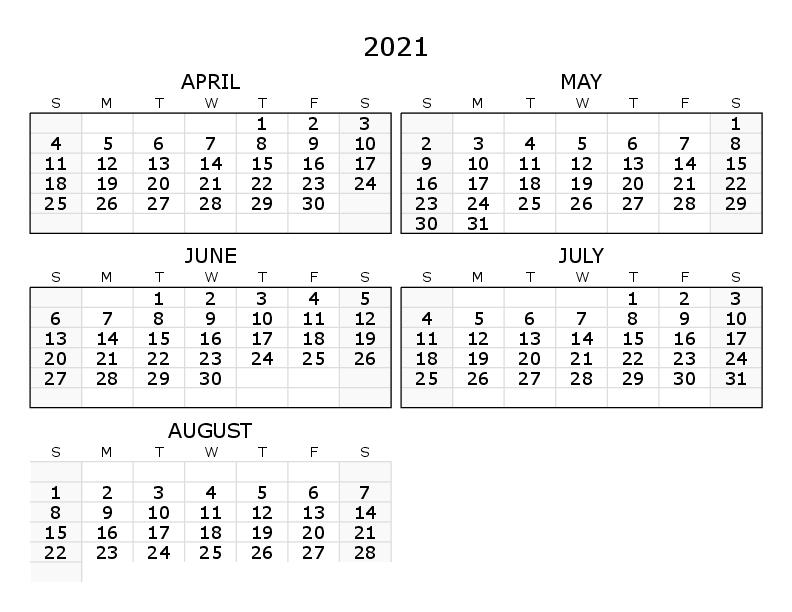 2021
APRIL
S M T W T F S
1 2 3
4 5 6 7 8 9 10
11 12 13 14 15 16 17
18 19 20 21 22 23 24
25 26 27 28 29 30
MAY
S M T W T F S
1
2 3 4 5 6 7 8
9 10 11 12 13 14 15
16 17 18 19 20 21 22
23 24 25 26 27 28 29
30 31
JUNE
S M T W T F S
1 2 3 4 5
6 7 8 9 10 11 12
13 14 15 16 17 18 19
20 21 22 23 24 25 26
27 28 29 30
JULY
S M T W T F S
1 2 3
4 5 6 7 8 9 10
11 12 13 14 15 16 17
18 19 20 21 22 23 24
25 26 27 28 29 30 31
AUGUST
S M T W T F S
1 2 3 4 5 6 7
8 9 10 11 12 13 14
15 16 17 18 19 20 21
22 23 24 25 26 27 28